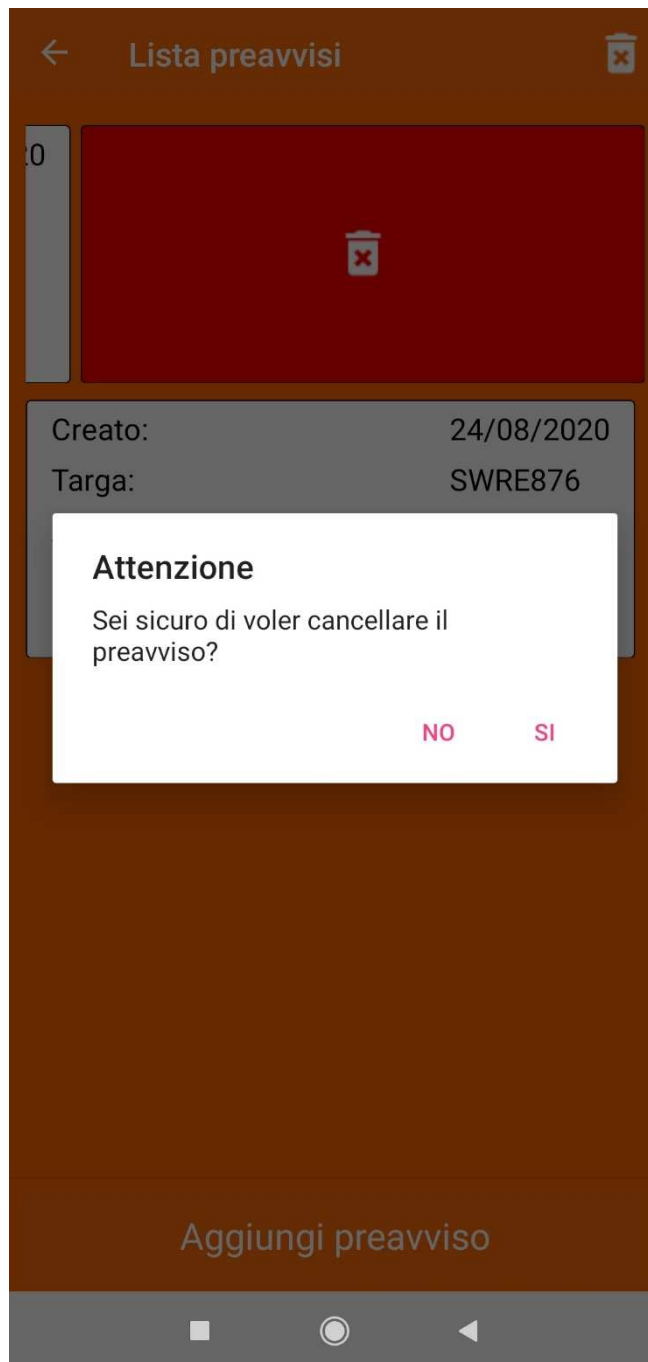 Lista preavvisi
20
Creato: 24/08/2020
Targa: SWRE876
Attenzione
Sei sicuro di voler cancellare il
preavviso?
NO SI
Aggiungi preavviso